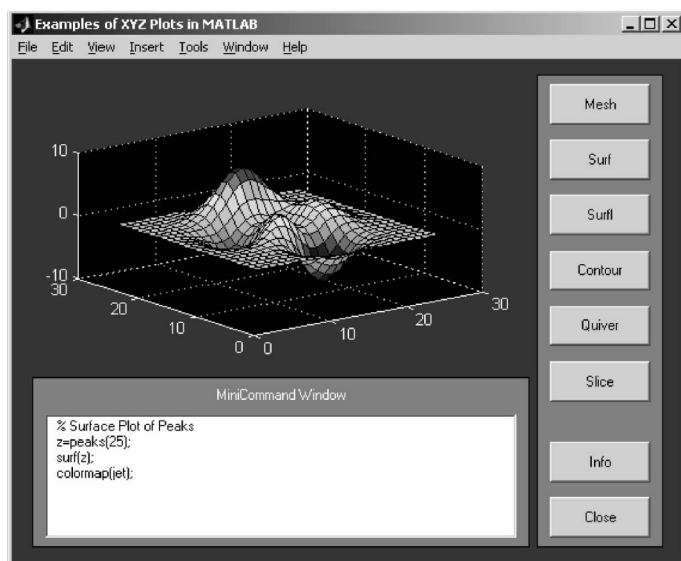 Examples of XYZ Plots in MATLAB
File Edit View Insert Tools Window Help
10
0
-10
30
20
10
0
0
10
20
30
Mesh
Surf
Surfl
Contour
Quiver
Slice
Info
Close
MiniCommand Window
% Surface Plot of Peaks
z=peaks(25);
surf(z);
colormap(jet);